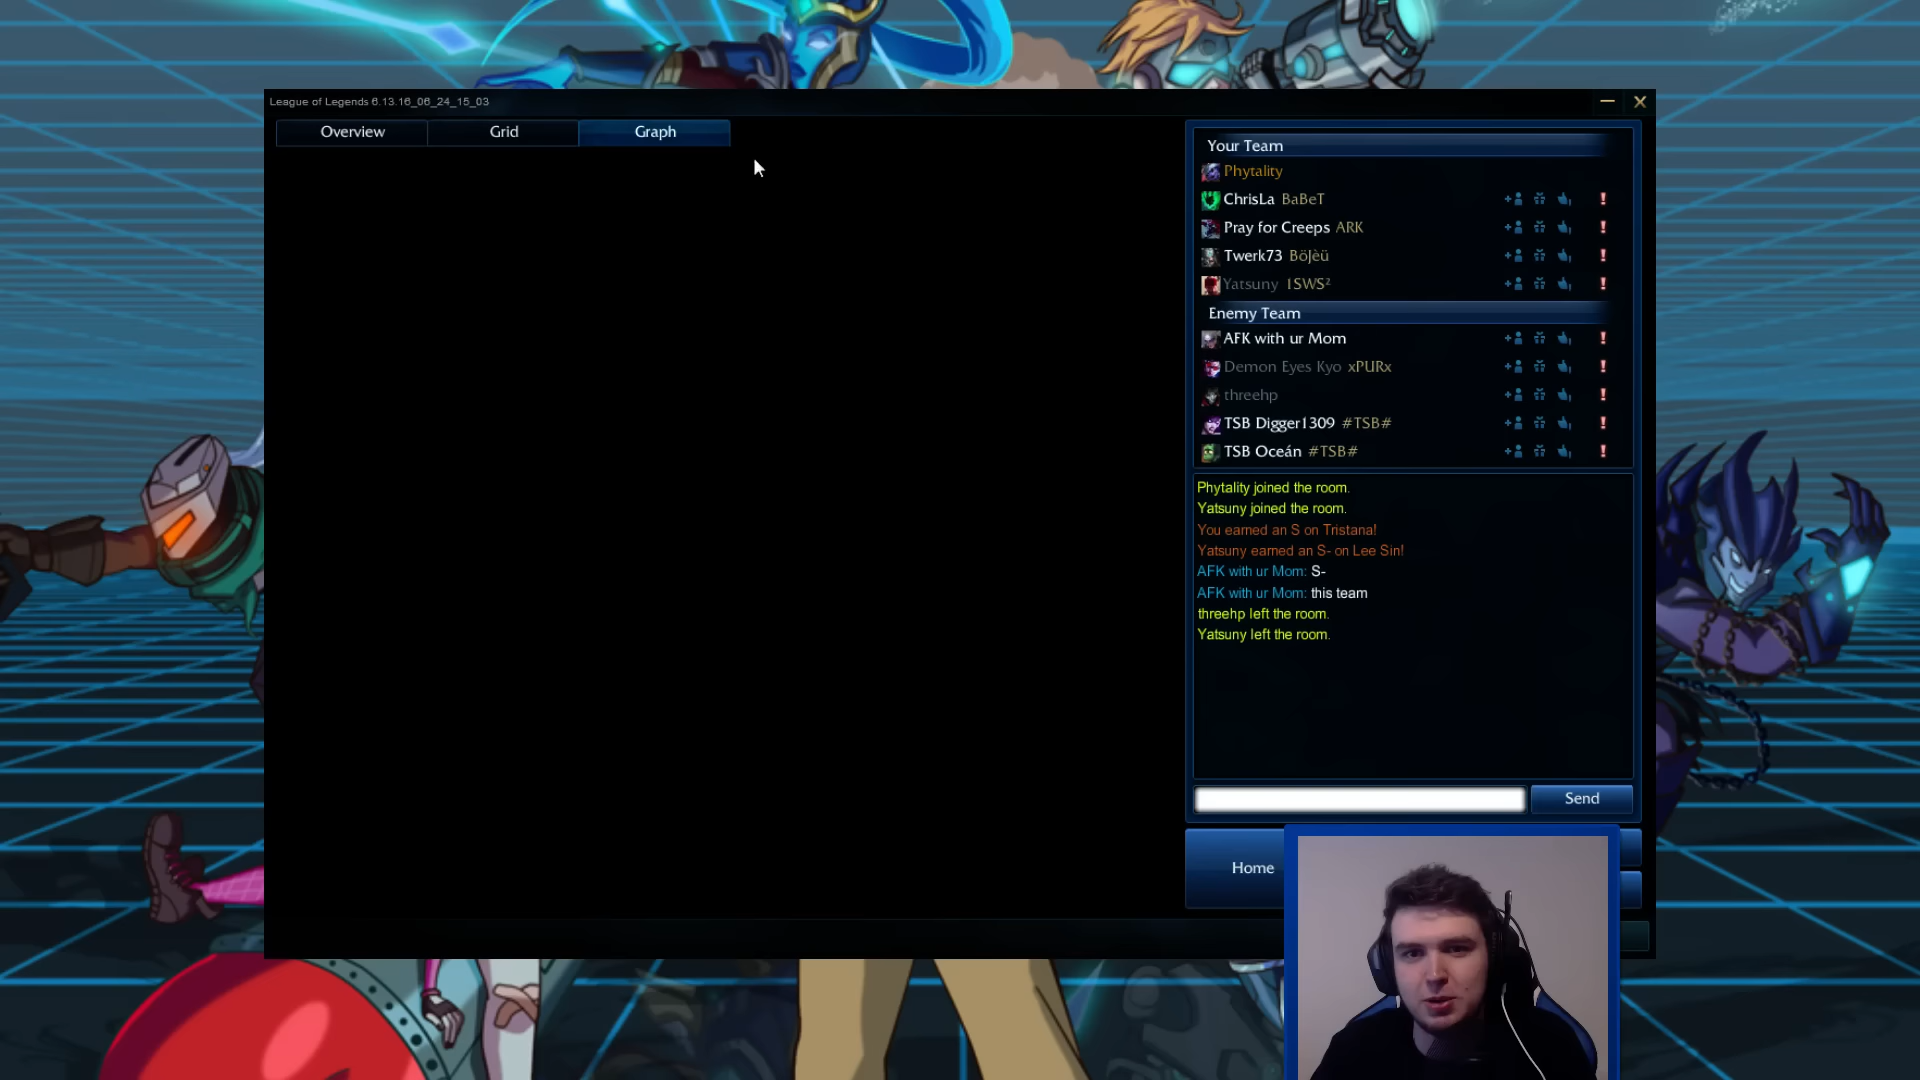 League of Legends 6.13.16_06_24_15_03
Overview
Grid
Graph
Your Team
Phytality
ChrisLa BaBeT
Pray for Creeps ARK
Twerk73 BöJèü
Yatsuny 1SWS²
Enemy Team
AFK with ur Mom
Demon Eyes Kyo xPURx
threehp
TSB Digger1309 #TSB#
TSB Oceán #TSB#
Phytality joined the room.
Yatsuny joined the room.
You earned an S on Tristana!
Yatsuny earned an S- on Lee Sin!
AFK with ur Mom: S-
AFK with ur Mom: this team
threehp left the room.
Yatsuny left the room.
Send
Home